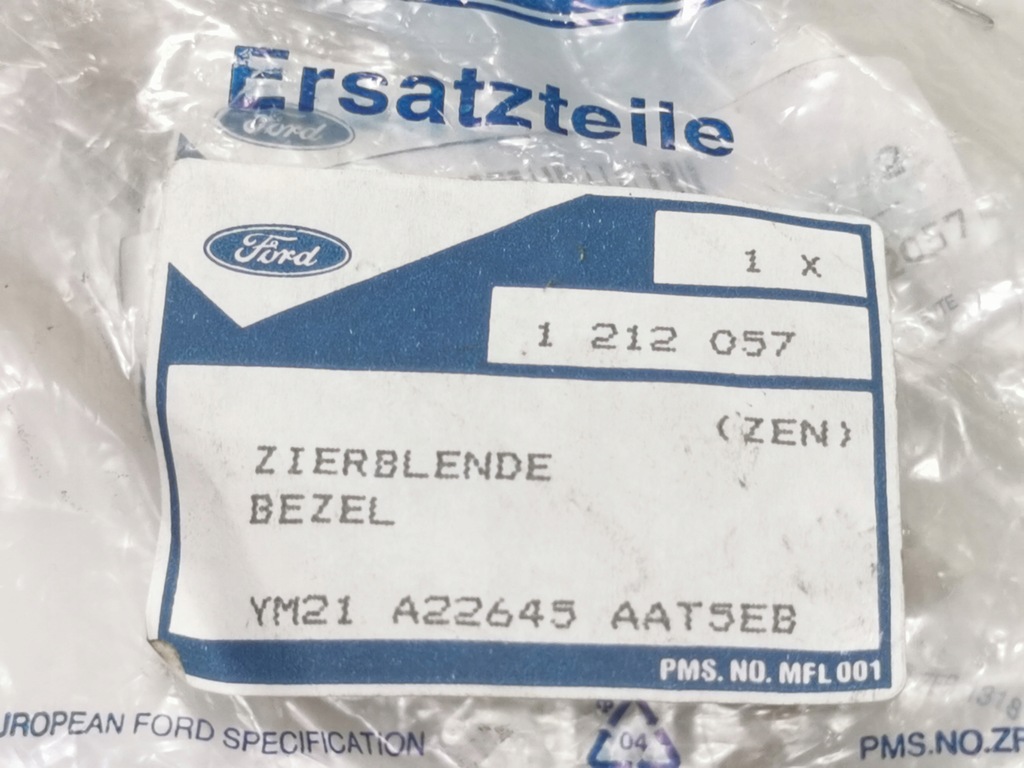 Ersatzteile
Ford
Ford
1 X
1 212 057
(ZEN)
ZIERBLENDE
BEZEL
YM21 A22645 AAT5EB
PMS. NO. MFL 001
EUROPEAN FORD SPECIFICATION
04
PMS.NO.ZF